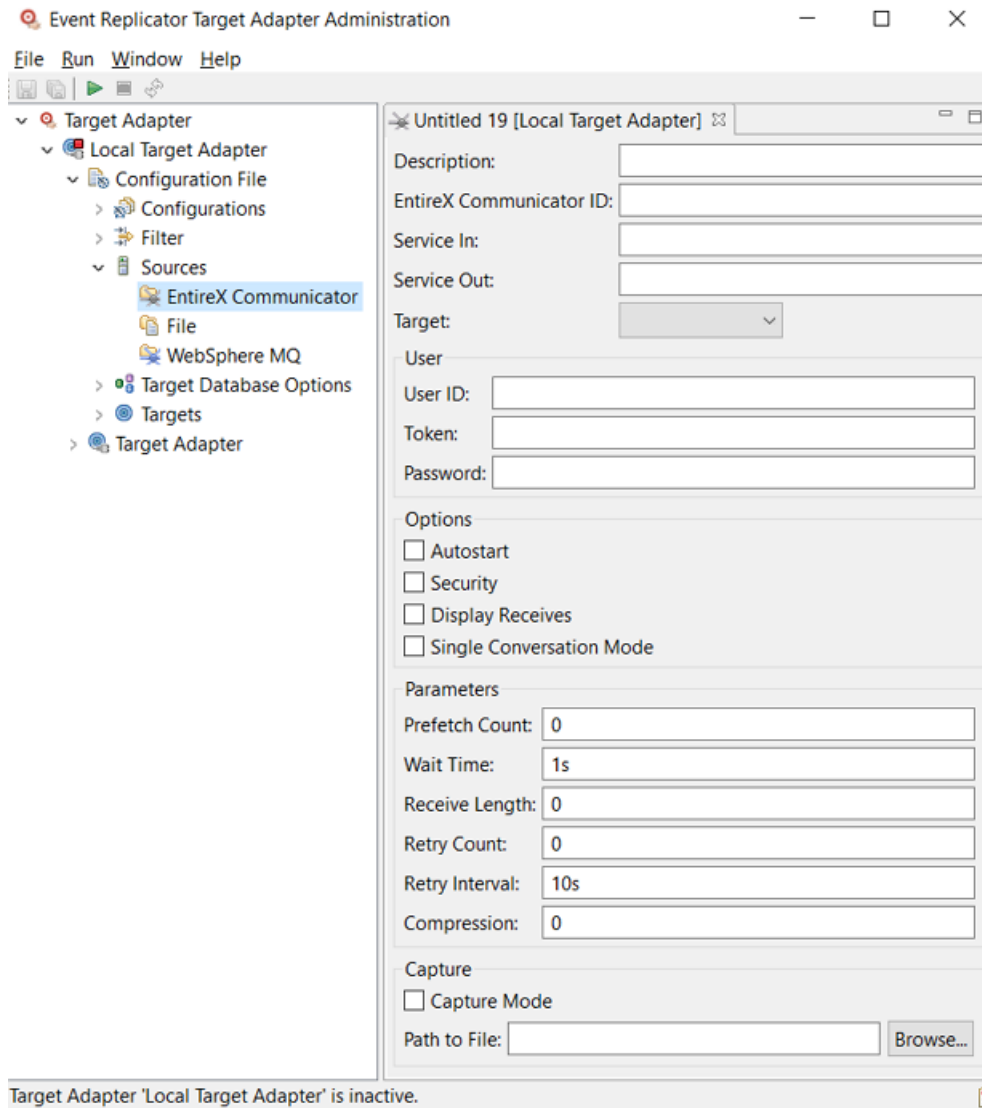 Event Replicator Target Adapter Administration
File Run Window Help
Target Adapter
Local Target Adapter
Configuration File
Configurations
Filter
Sources
EntireX Communicator
File
WebSphere MQ
Target Database Options
Targets
Target Adapter
Untitled 19 [Local Target Adapter]
Description:
EntireX Communicator ID:
Service In:
Service Out:
Target:
User
User ID:
Token:
Password:
Options
Autostart
Security
Display Receives
Single Conversation Mode
Parameters
Prefetch Count: 0
Wait Time: 1s
Receive Length: 0
Retry Count: 0
Retry Interval: 10s
Compression: 0
Capture
Capture Mode
Path to File: Browse...
Target Adapter 'Local Target Adapter' is inactive.